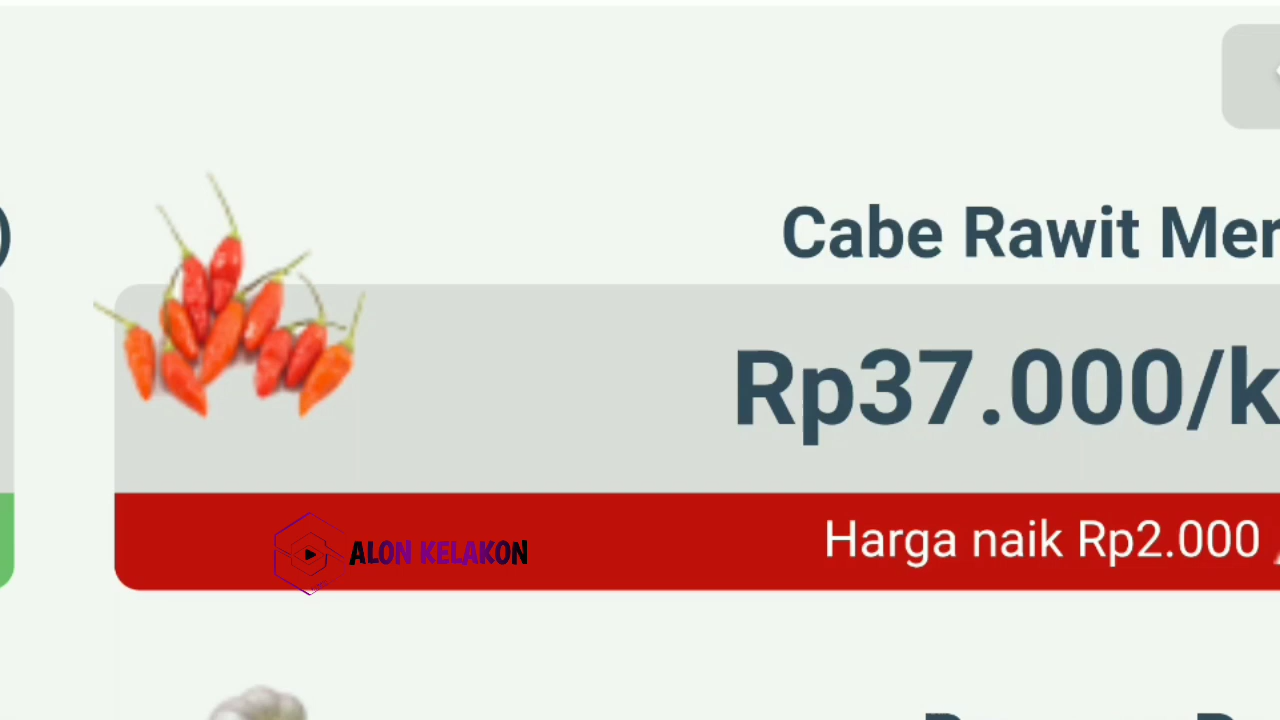 Cabe Rawit Mer
Rp37.000/k
Harga naik Rp2.000
ALON KELAKON